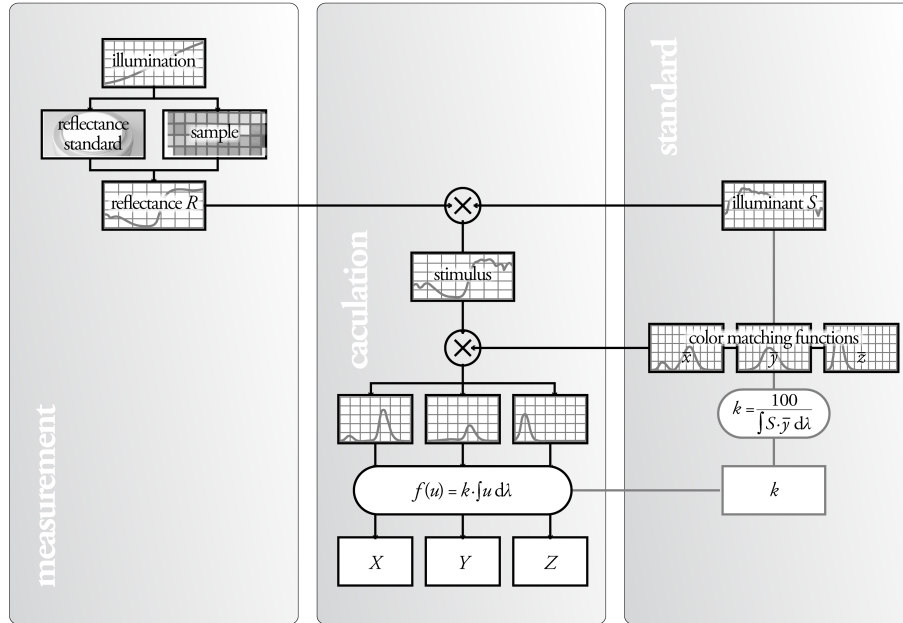 measurement
illumination
reflectance
standard
sample
reflectance R
caculation
stimulus
f(u) = k·∫u dλ
X
Y
Z
standard
illuminant S
color matching functions
x̄
ȳ
z̄
k = 100 / ∫S·ȳ dλ
k